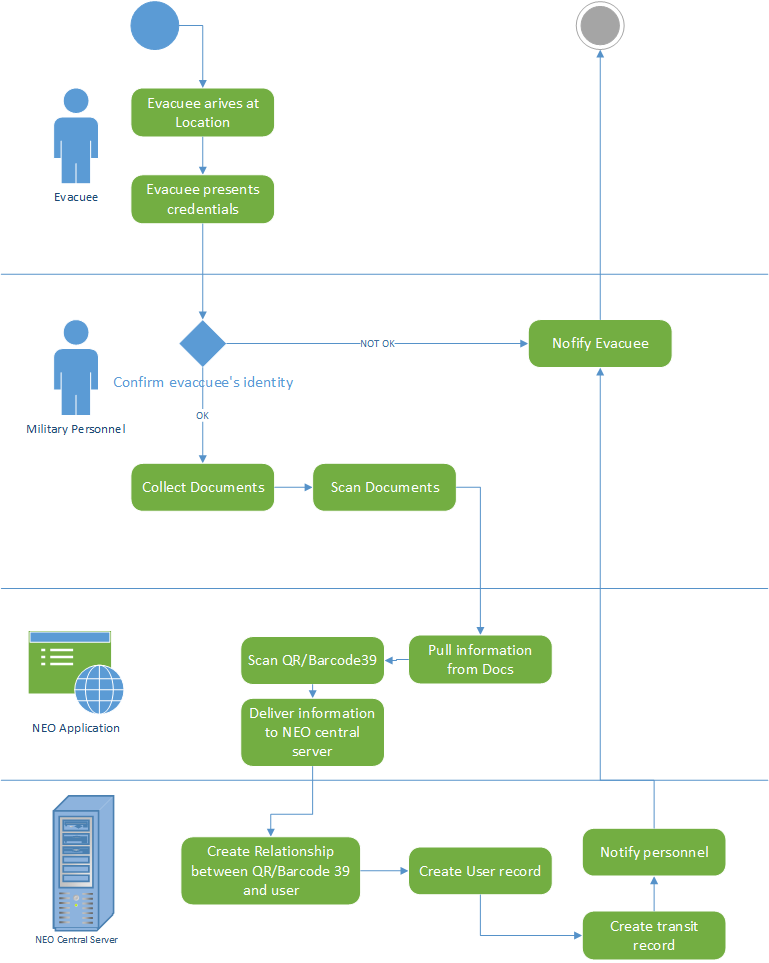 Evacuee arives at
Location
Evacuee presents
credentials
Evacuee
NOT OK
Nofify Evacuee
Confirm evaccuee's identity
OK
Military Personnel
Collect Documents
Scan Documents
Pull information
from Docs
Scan QR/Barcode39
Deliver information
to NEO central
server
NEO Application
Create Relationship
between QR/Barcode 39
and user
Create User record
Notify personnel
Create transit
record
NEO Central Server